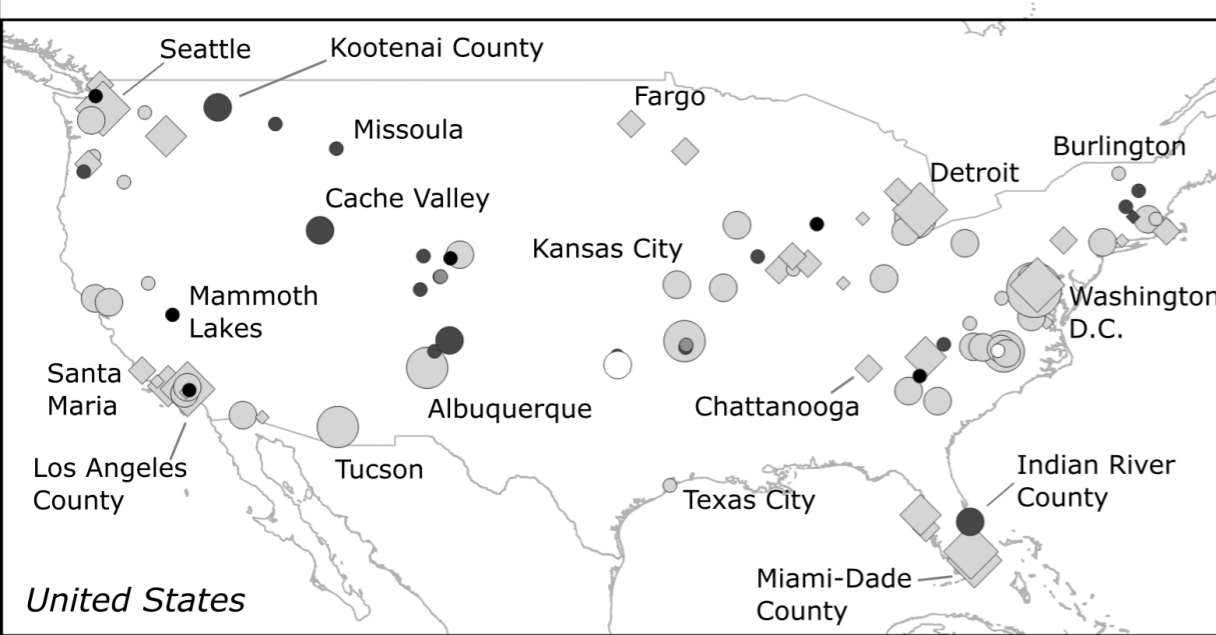 Seattle
Kootenai County
Fargo
Missoula
Burlington
Detroit
Cache Valley
Kansas City
Mammoth
Lakes
Washington
D.C.
Santa
Maria
Albuquerque
Chattanooga
Los Angeles
County
Tucson
Texas City
Indian River
County
Miami-Dade
County
United States